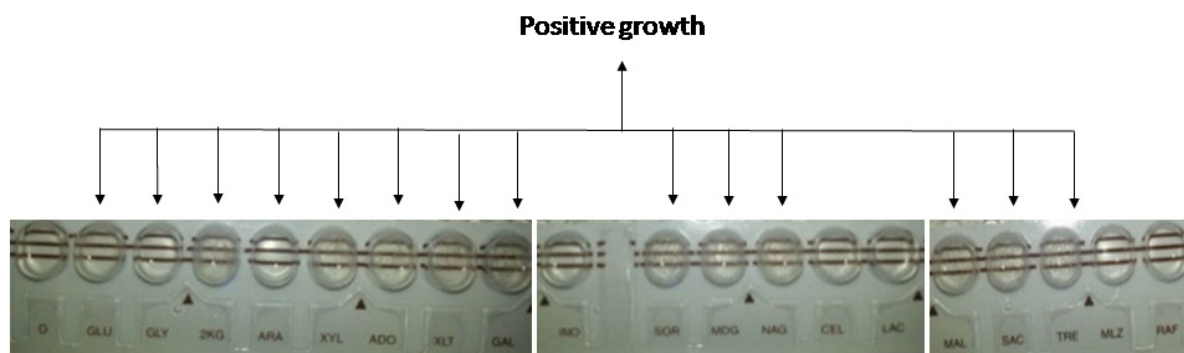 Positive growth
O GLU GLY 2KG ARA XYL ADO XLT GAL INO SOR MDG NAG CEL LAC MAL SAC TRE MLZ RAF